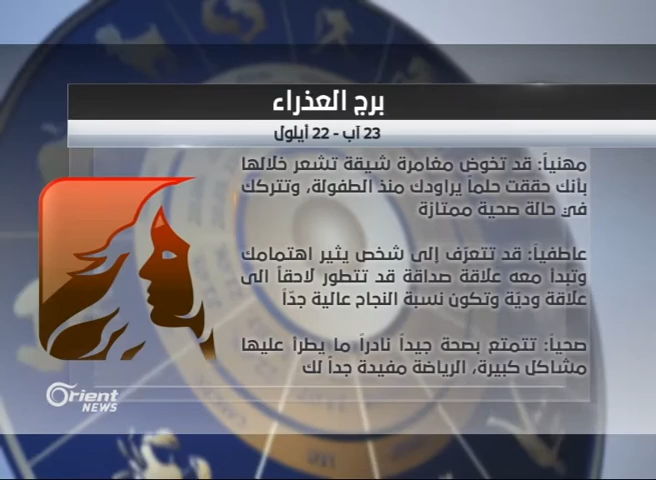 برج العذراء
23 آب - 22 أيلول
مهنياً: قد تخوض مغامرة شيقة تشعر خلالها
بانك حققت حلماً يراودك منذ الطفولة، وتتركك
في حالة صحية ممتازة
عاطفياً: قد تتعرّف إلى شخص يثير اهتمامك
وتبدأ معه علاقة صداقة قد تتطور لاحقاً الى
علاقة وديّة وتكون نسبة النجاح عالية جدّاً
صحياً: تتمتع بصحة جيداً نادراً ما يطرأ عليها
مشاكل كبيرة، الرياضة مفيدة جداً لك
Orient
NEWS